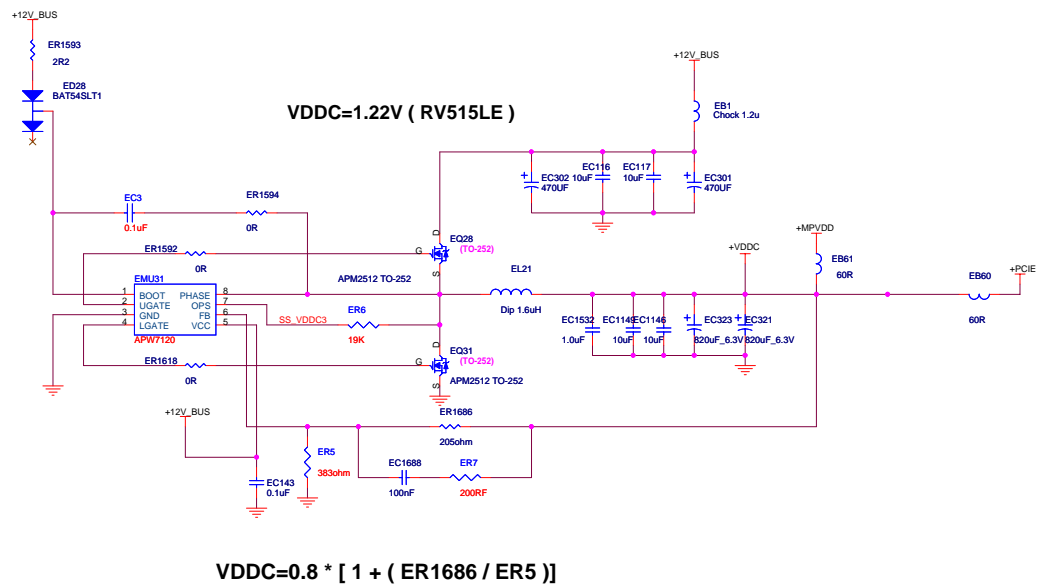 +12V_BUS
ER1593
2R2
ED28
BAT54SLT1
VDDC=1.22V ( RV515LE )
+12V_BUS
EB1
Chock 1.2u
EC302
470UF
EC116
10uF
EC117
10uF
EC301
470UF
EC3
0.1uF
ER1594
0R
ER1592
0R
D
G
S
EQ28
(TO-252)
APM2512 TO-252
EMU31
1 BOOT PHASE 8
2 UGATE OPS 7
3 GND FB 6
4 LGATE VCC 5
APW7120
SS_VDDC3
ER6
19K
EL21
Dip 1.6uH
+VDDC
+MPVDD
EB61
60R
EB60
60R
+PCIE
EC1532
1.0uF
EC1149
10uF
EC1146
10uF
EC323
820uF_6.3V
EC321
820uF_6.3V
ER1618
0R
D
G
S
EQ31
(TO-252)
APM2512 TO-252
+12V_BUS
EC143
0.1uF
ER5
383ohm
ER1686
205ohm
EC1688
100nF
ER7
200RF
VDDC=0.8 * [ 1 + ( ER1686 / ER5 )]